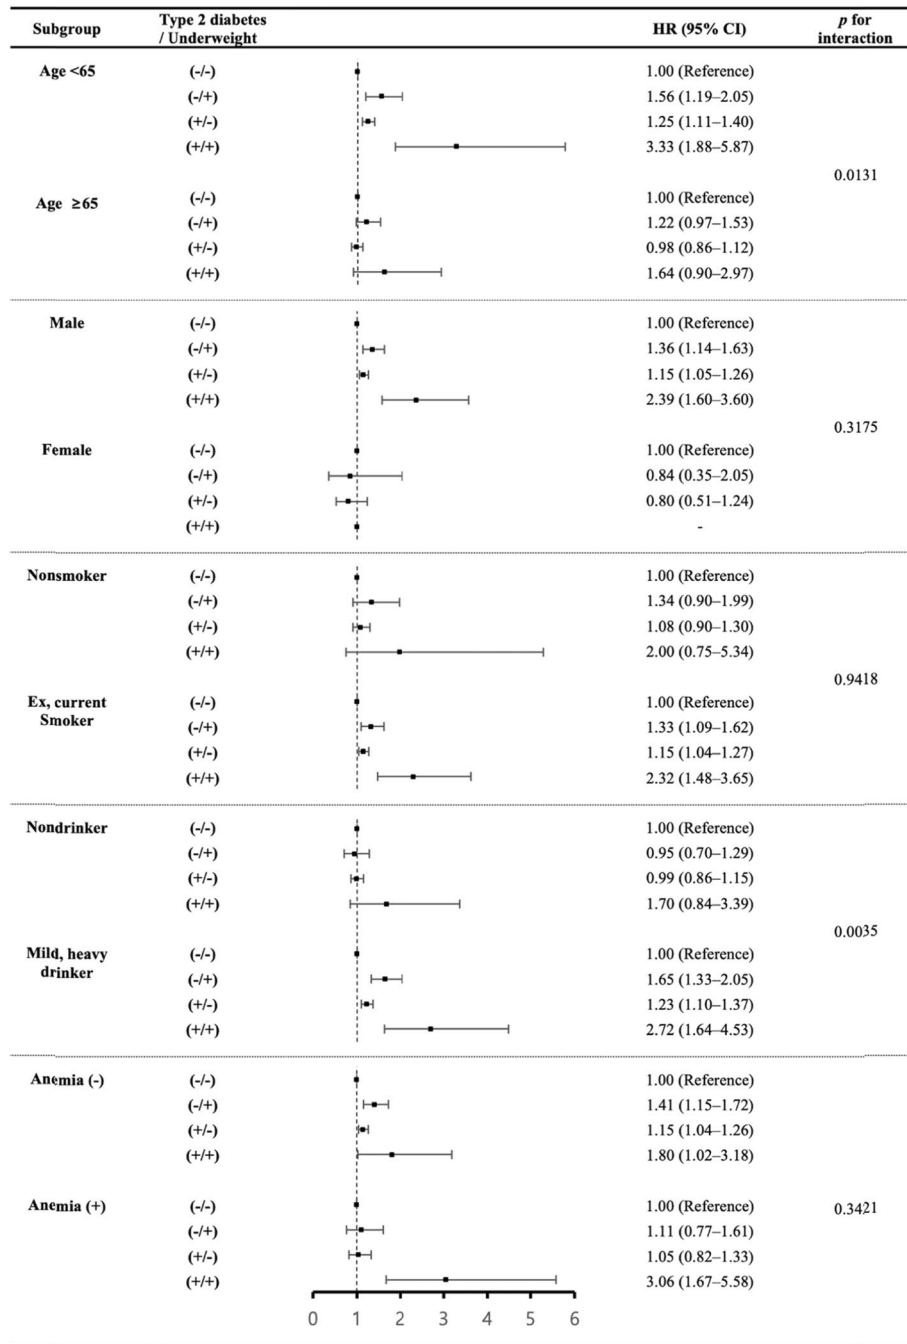 Subgroup Type 2 diabetes / Underweight HR (95% CI) p for interaction
Age <65 (-/-) 1.00 (Reference)
(-/+) 1.56 (1.19–2.05)
(+/-) 1.25 (1.11–1.40)
(+/+) 3.33 (1.88–5.87)
0.0131
Age ≥65 (-/-) 1.00 (Reference)
(-/+) 1.22 (0.97–1.53)
(+/-) 0.98 (0.86–1.12)
(+/+) 1.64 (0.90–2.97)
Male (-/-) 1.00 (Reference)
(-/+) 1.36 (1.14–1.63)
(+/-) 1.15 (1.05–1.26)
(+/+) 2.39 (1.60–3.60)
0.3175
Female (-/-) 1.00 (Reference)
(-/+) 0.84 (0.35–2.05)
(+/-) 0.80 (0.51–1.24)
(+/+) -
Nonsmoker (-/-) 1.00 (Reference)
(-/+) 1.34 (0.90–1.99)
(+/-) 1.08 (0.90–1.30)
(+/+) 2.00 (0.75–5.34)
0.9418
Ex, current Smoker (-/-) 1.00 (Reference)
(-/+) 1.33 (1.09–1.62)
(+/-) 1.15 (1.04–1.27)
(+/+) 2.32 (1.48–3.65)
Nondrinker (-/-) 1.00 (Reference)
(-/+) 0.95 (0.70–1.29)
(+/-) 0.99 (0.86–1.15)
(+/+) 1.70 (0.84–3.39)
0.0035
Mild, heavy drinker (-/-) 1.00 (Reference)
(-/+) 1.65 (1.33–2.05)
(+/-) 1.23 (1.10–1.37)
(+/+) 2.72 (1.64–4.53)
Anemia (-) (-/-) 1.00 (Reference)
(-/+) 1.41 (1.15–1.72)
(+/-) 1.15 (1.04–1.26)
(+/+) 1.80 (1.02–3.18)
Anemia (+) (-/-) 1.00 (Reference) 0.3421
(-/+) 1.11 (0.77–1.61)
(+/-) 1.05 (0.82–1.33)
(+/+) 3.06 (1.67–5.58)
0 1 2 3 4 5 6